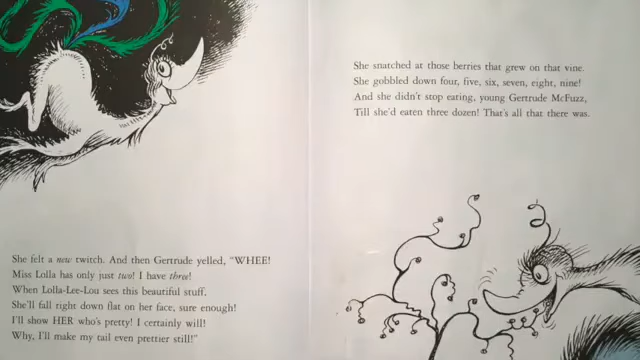 She felt a new twitch. And then Gertrude yelled, "WHEE!
Miss Lolla has only just two! I have three!
When Lolla-Lee-Lou sees this beautiful stuff,
She'll fall right down flat on her face, sure enough!
I'll show HER who's pretty! I certainly will!
Why, I'll make my tail even prettier still!"
She snatched at those berries that grew on that vine.
She gobbled down four, five, six, seven, eight, nine!
And she didn't stop eating, young Gertrude McFuzz,
Till she'd eaten three dozen! That's all that there was.